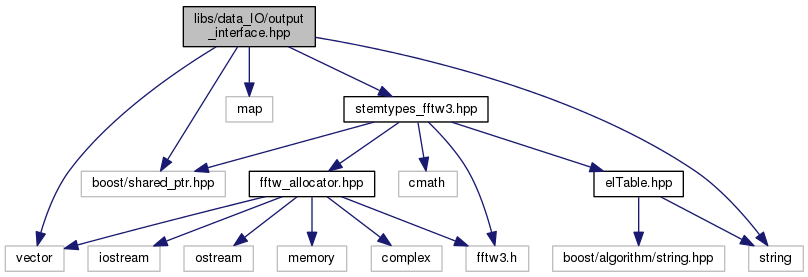 libs/data_IO/output
_interface.hpp
map
stemtypes_fftw3.hpp
boost/shared_ptr.hpp
fftw_allocator.hpp
cmath
elTable.hpp
vector
iostream
ostream
memory
complex
fftw3.h
boost/algorithm/string.hpp
string